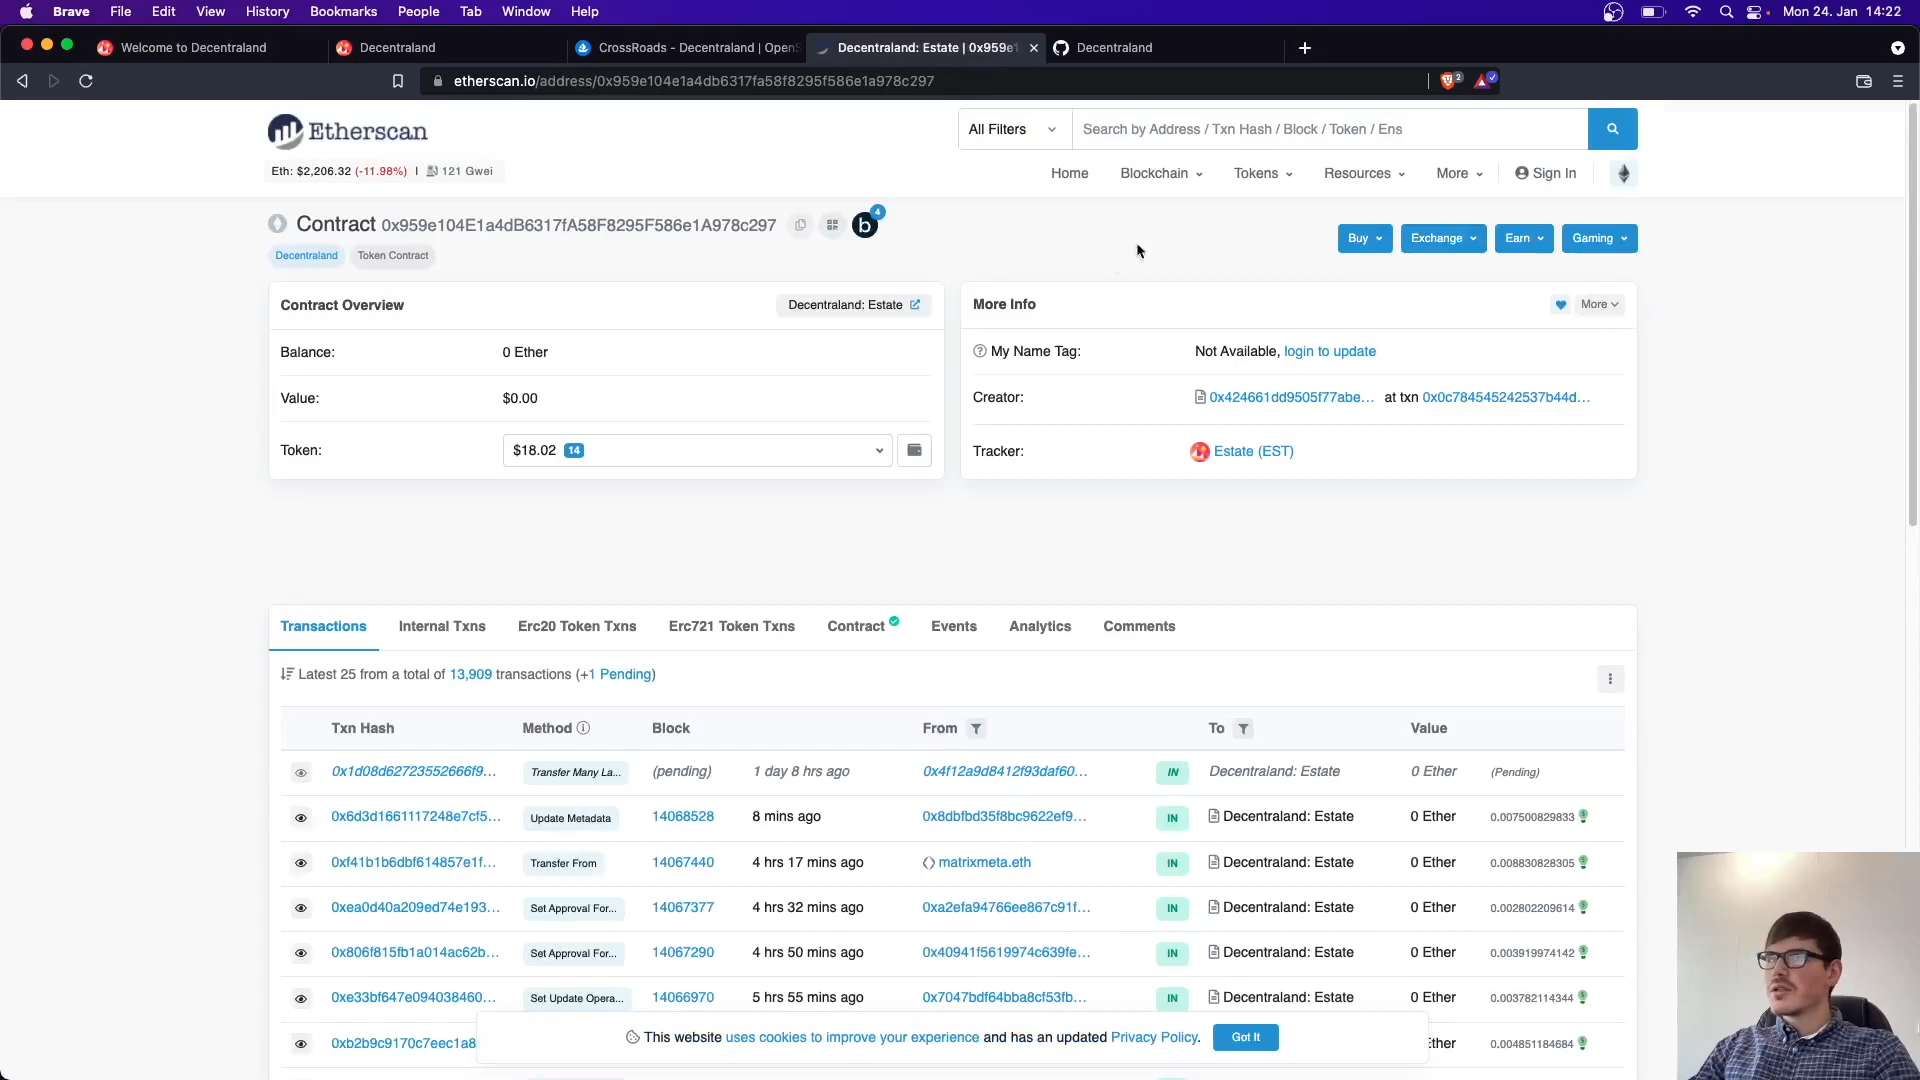 Brave File Edit View History Bookmarks People Tab Window Help Mon 24. Jan 14:22
Welcome to Decentraland Decentraland CrossRoads - Decentraland | OpenS Decentraland: Estate | 0x959e1 Decentraland
etherscan.io/address/0x959e104e1a4db6317fa58f8295f586e1a978c297 2
Etherscan
All Filters Search by Address / Txn Hash / Block / Token / Ens
Eth: $2,206.32 (-11.98%) | 121 Gwei
Home Blockchain Tokens Resources More Sign In
Contract 0x959e104E1a4dB6317fA58F8295F586e1A978c297 b 4
Buy Exchange Earn Gaming
Decentraland Token Contract
Contract Overview Decentraland: Estate
Balance: 0 Ether
Value: $0.00
Token: $18.02 14
More Info More
My Name Tag: Not Available, login to update
Creator: 0x424661dd9505f77abe... at txn 0x0c784545242537b44d...
Tracker: Estate (EST)
Transactions Internal Txns Erc20 Token Txns Erc721 Token Txns Contract Events Analytics Comments
Latest 25 from a total of 13,909 transactions (+1 Pending)
Txn Hash Method Block From To Value
0x1d08d62723552666f9... Transfer Many La... (pending) 1 day 8 hrs ago 0x4f12a9d8412f93daf60... IN Decentraland: Estate 0 Ether (Pending)
0x6d3d1661117248e7cf5... Update Metadata 14068528 8 mins ago 0x8dbfbd35f8bc9622ef9... IN Decentraland: Estate 0 Ether 0.007500829833
0xf41b1b6dbf614857e1f... Transfer From 14067440 4 hrs 17 mins ago matrixmeta.eth IN Decentraland: Estate 0 Ether 0.008830828305
0xea0d40a209ed74e193... Set Approval For... 14067377 4 hrs 32 mins ago 0xa2efa94766ee867c91f... IN Decentraland: Estate 0 Ether 0.002802209614
0x806f815fb1a014ac62b... Set Approval For... 14067290 4 hrs 50 mins ago 0x40941f5619974c639fe... IN Decentraland: Estate 0 Ether 0.003919974142
0xe33bf647e094038460... Set Update Opera... 14066970 5 hrs 55 mins ago 0x7047bdf64bba8cf53fb... IN Decentraland: Estate 0 Ether 0.003782114344
0xb2b9c9170c7eec1a8 Ether 0.004851184684
This website uses cookies to improve your experience and has an updated Privacy Policy. Got It